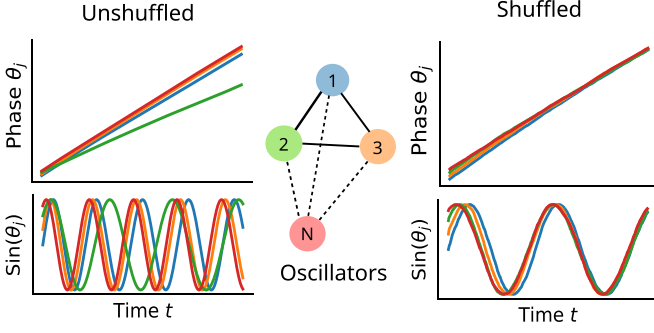 Unshuffled
Shuffled
Phase θj
Sin(θj)
Time t
1
2
3
N
Oscillators
Phase θj
Sin(θj)
Time t